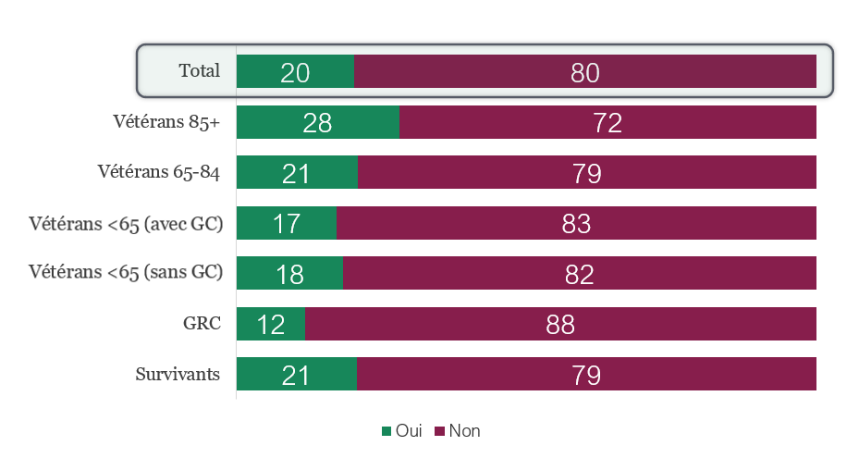 Total 20 80
Vétérans 85+ 28 72
Vétérans 65-84 21 79
Vétérans <65 (avec GC) 17 83
Vétérans <65 (sans GC) 18 82
GRC 12 88
Survivants 21 79
Oui Non